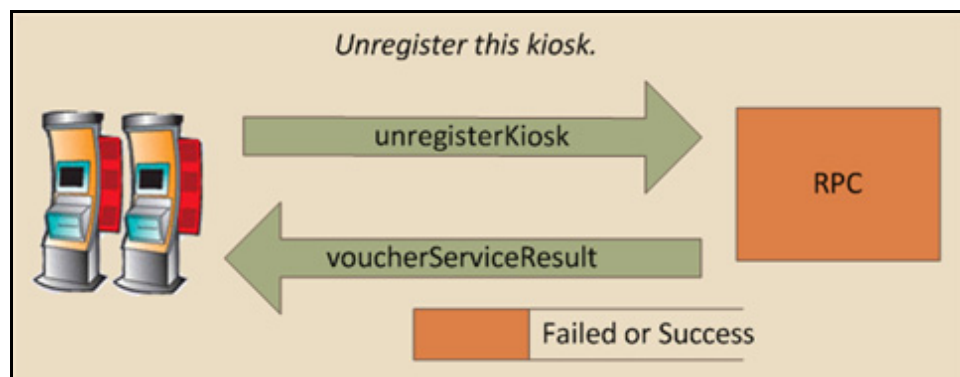 Unregister this kiosk.
unregisterKiosk
RPC
voucherServiceResult
Failed or Success